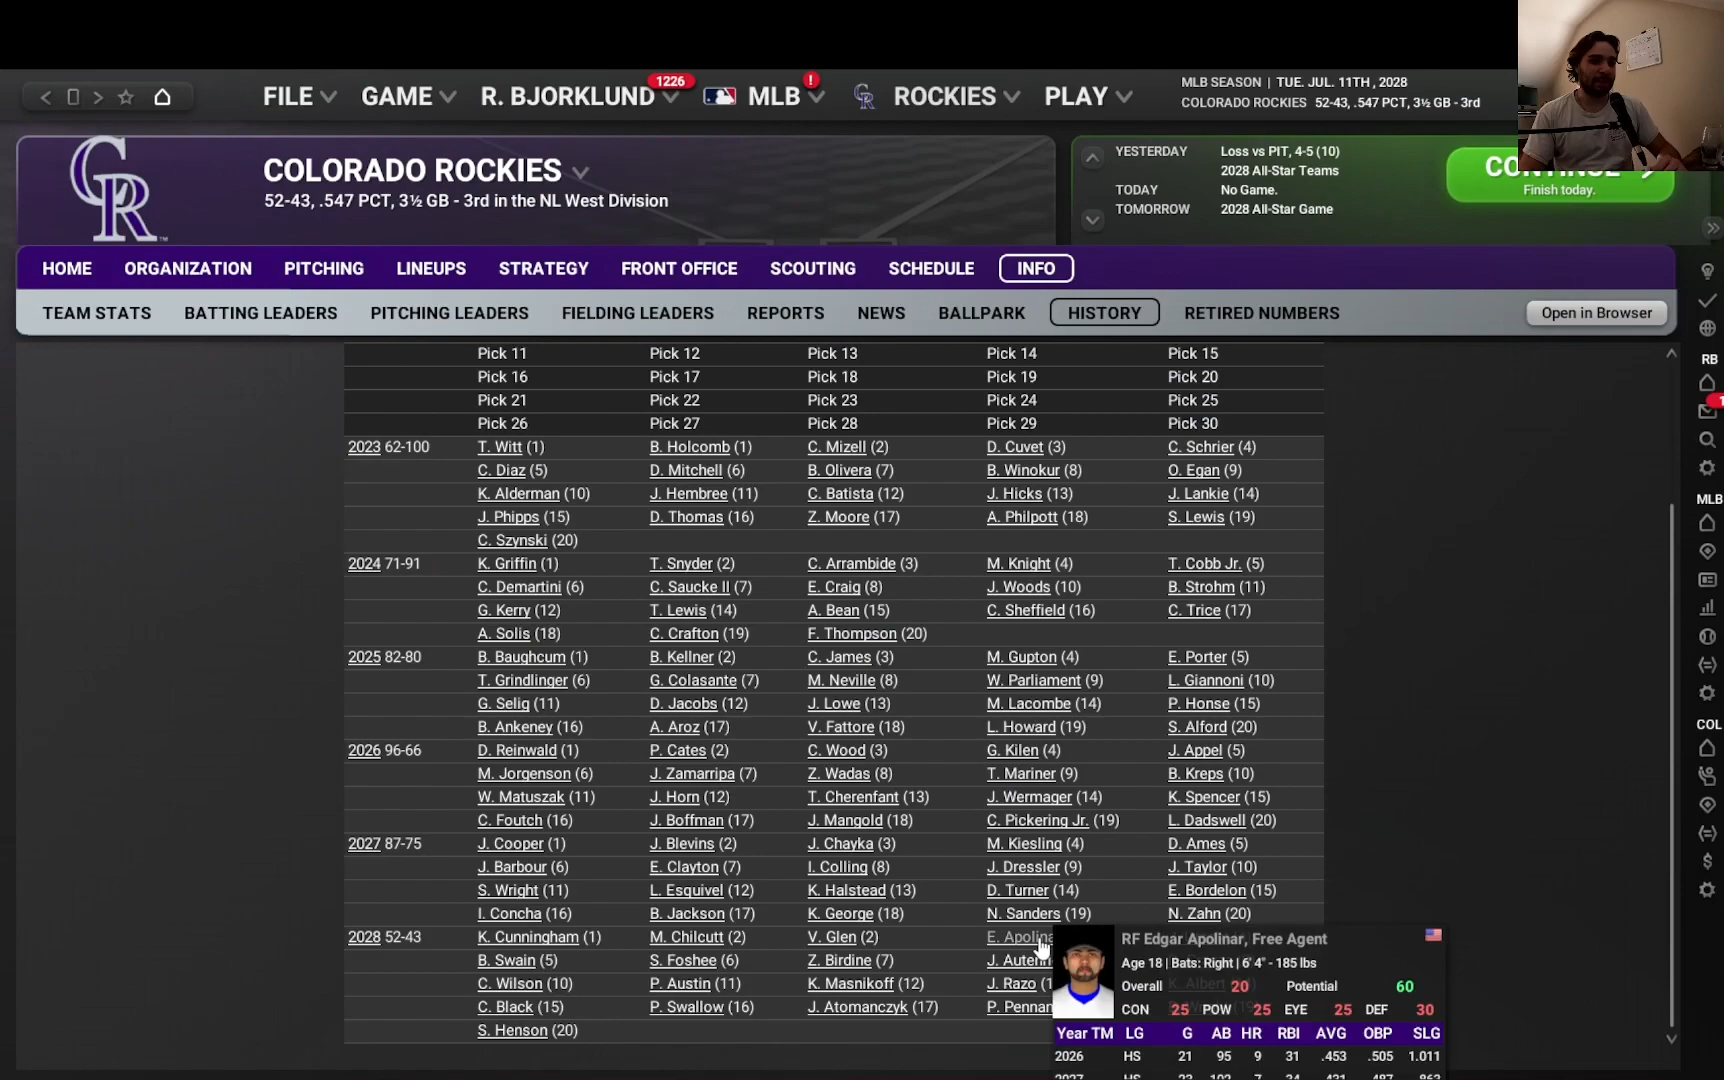 FILE GAME R. BJORKLUND 1226 MLB ! ROCKIES PLAY
MLB SEASON | TUE. JUL. 11TH, 2028
COLORADO ROCKIES 52-43, .547 PCT, 3½ GB - 3rd
CR
COLORADO ROCKIES
52-43, .547 PCT, 3½ GB - 3rd in the NL West Division
YESTERDAY Loss vs PIT, 4-5 (10)
2028 All-Star Teams
TODAY No Game.
TOMORROW 2028 All-Star Game
CONTINUE
Finish today.
HOME ORGANIZATION PITCHING LINEUPS STRATEGY FRONT OFFICE SCOUTING SCHEDULE INFO
TEAM STATS BATTING LEADERS PITCHING LEADERS FIELDING LEADERS REPORTS NEWS BALLPARK HISTORY RETIRED NUMBERS Open in Browser
Pick 11 Pick 12 Pick 13 Pick 14 Pick 15
Pick 16 Pick 17 Pick 18 Pick 19 Pick 20
Pick 21 Pick 22 Pick 23 Pick 24 Pick 25
Pick 26 Pick 27 Pick 28 Pick 29 Pick 30
2023 62-100 T. Witt (1) B. Holcomb (1) C. Mizell (2) D. Cuvet (3) C. Schrier (4)
C. Diaz (5) D. Mitchell (6) B. Olivera (7) B. Winokur (8) O. Egan (9)
K. Alderman (10) J. Hembree (11) C. Batista (12) J. Hicks (13) J. Lankie (14)
J. Phipps (15) D. Thomas (16) Z. Moore (17) A. Philpott (18) S. Lewis (19)
C. Szynski (20)
2024 71-91 K. Griffin (1) T. Snyder (2) C. Arrambide (3) M. Knight (4) T. Cobb Jr. (5)
C. Demartini (6) C. Saucke II (7) E. Craig (8) J. Woods (10) B. Strohm (11)
G. Kerry (12) T. Lewis (14) A. Bean (15) C. Sheffield (16) C. Trice (17)
A. Solis (18) C. Crafton (19) F. Thompson (20)
2025 82-80 B. Baughcum (1) B. Kellner (2) C. James (3) M. Gupton (4) E. Porter (5)
T. Grindlinger (6) G. Colasante (7) M. Neville (8) W. Parliament (9) L. Giannoni (10)
G. Selig (11) D. Jacobs (12) J. Lowe (13) M. Lacombe (14) P. Honse (15)
B. Ankeney (16) A. Aroz (17) V. Fattore (18) L. Howard (19) S. Alford (20)
2026 96-66 D. Reinwald (1) P. Cates (2) C. Wood (3) G. Kilen (4) J. Appel (5)
M. Jorgenson (6) J. Zamarripa (7) Z. Wadas (8) T. Mariner (9) B. Kreps (10)
W. Matuszak (11) J. Horn (12) T. Cherenfant (13) J. Wermager (14) K. Spencer (15)
C. Foutch (16) J. Boffman (17) J. Mangold (18) C. Pickering Jr. (19) L. Dadswell (20)
2027 87-75 J. Cooper (1) J. Blevins (2) J. Chayka (3) M. Kiesling (4) D. Ames (5)
J. Barbour (6) E. Clayton (7) I. Colling (8) J. Dressler (9) J. Taylor (10)
S. Wright (11) L. Esquivel (12) K. Halstead (13) D. Turner (14) E. Bordelon (15)
I. Concha (16) B. Jackson (17) K. George (18) N. Sanders (19) N. Zahn (20)
2028 52-43 K. Cunningham (1) M. Chilcutt (2) V. Glen (2) E. Apolina
B. Swain (5) S. Foshee (6) Z. Birdine (7) J. Auten
C. Wilson (10) P. Austin (11) K. Masnikoff (12) J. Razo (1 K. Albert
C. Black (15) P. Swallow (16) J. Atomanczyk (17) P. Pennan
S. Henson (20)
RF Edgar Apolinar, Free Agent
Age 18 | Bats: Right | 6' 4" - 185 lbs
Overall 20 Potential 60
CON 25 POW 25 EYE 25 DEF 30
Year TM LG G AB HR RBI AVG OBP SLG
2026 HS 21 95 9 31 .453 .505 1.011
2027 HS 23 102 7 34 .431 .487 .863
RB
1
MLB
COL
$